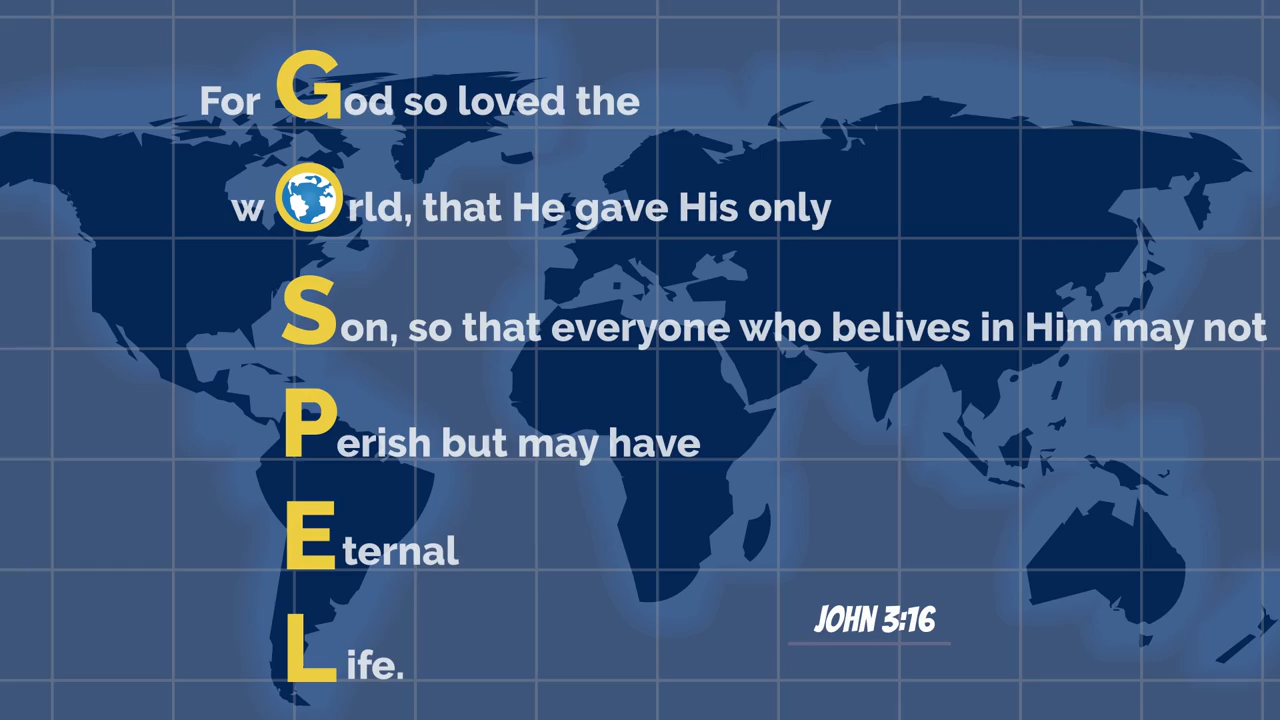 For God so loved the
world, that He gave His only
Son, so that everyone who belives in Him may not
Perish but may have
Eternal
Life.
JOHN 3:16